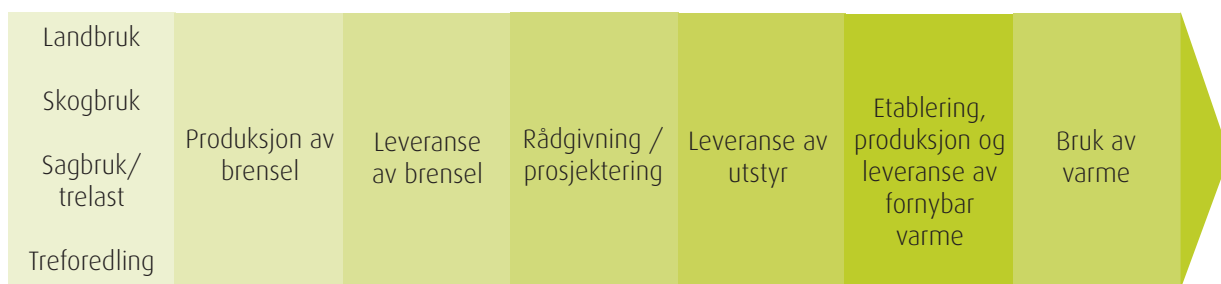 Landbruk
Skogbruk
Sagbruk/
trelast
Treforedling
Produksjon av
brensel
Leveranse
av brensel
Rådgivning /
prosjektering
Leveranse av
utstyr
Etablering,
produksjon og
leveranse av
fornybar
varme
Bruk av
varme